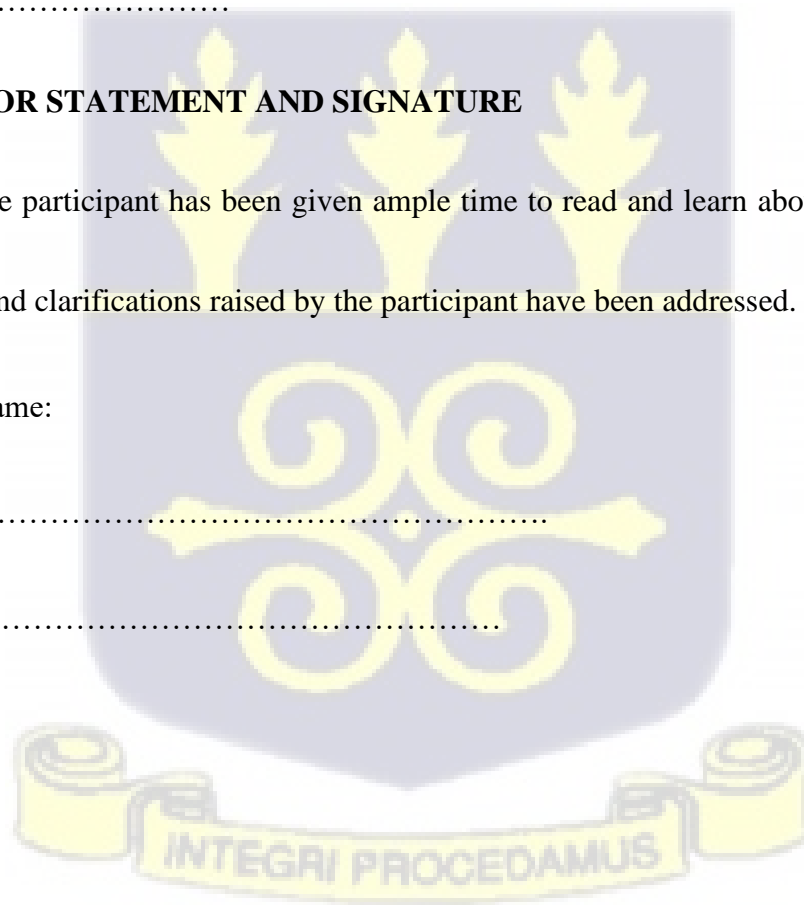 ……………………
OR STATEMENT AND SIGNATURE
e participant has been given ample time to read and learn abo
nd clarifications raised by the participant have been addressed.
ame:
……………………………………………….
……………………………………………
INTEGRI PROCEDAMUS